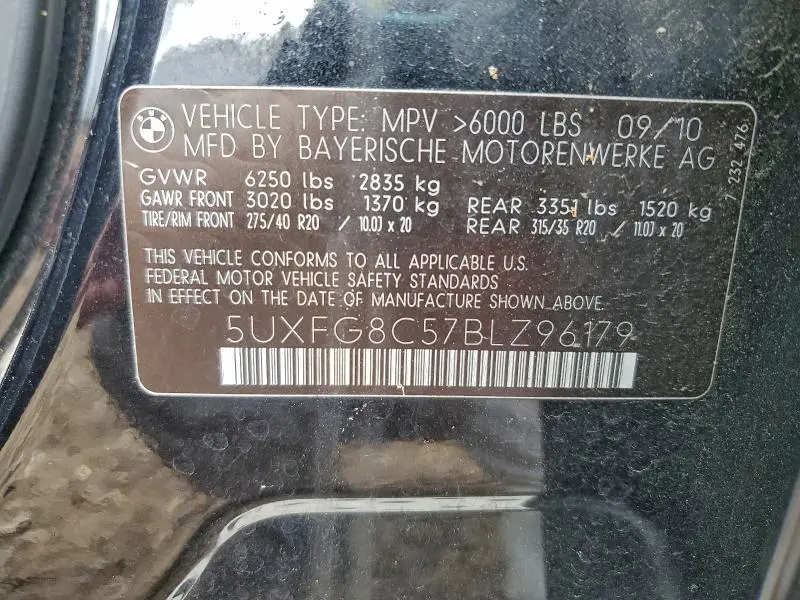 BMW
VEHICLE TYPE: MPV >6000 LBS 09/10
MFD BY BAYERISCHE MOTORENWERKE AG
GVWR 6250 lbs 2835 kg
GAWR FRONT 3020 lbs 1370 kg REAR 3351 lbs 1520 kg
TIRE/RIM FRONT 275/40 R20 / 10.0J x 20 REAR 315/35 R20 / 11.0J x 20
THIS VEHICLE CONFORMS TO ALL APPLICABLE U.S.
FEDERAL MOTOR VEHICLE SAFETY STANDARDS
IN EFFECT ON THE DATE OF MANUFACTURE SHOWN ABOVE.
5UXFG8C57BLZ96179
7 232 476